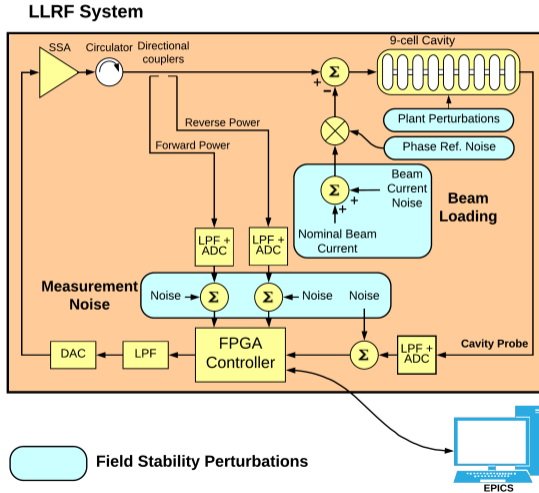 LLRF System
SSA
Circulator
Directional
couplers
9-cell Cavity
Σ
+
−
Plant Perturbations
Phase Ref. Noise
Reverse Power
Forward Power
Beam
Current
Noise
Σ
+
+
Nominal Beam
Current
Beam
Loading
LPF +
ADC
LPF +
ADC
Measurement
Noise
Noise
Σ
Σ
Noise
Noise
DAC
LPF
FPGA
Controller
Σ
LPF +
ADC
Cavity Probe
Field Stability Perturbations
EPICS